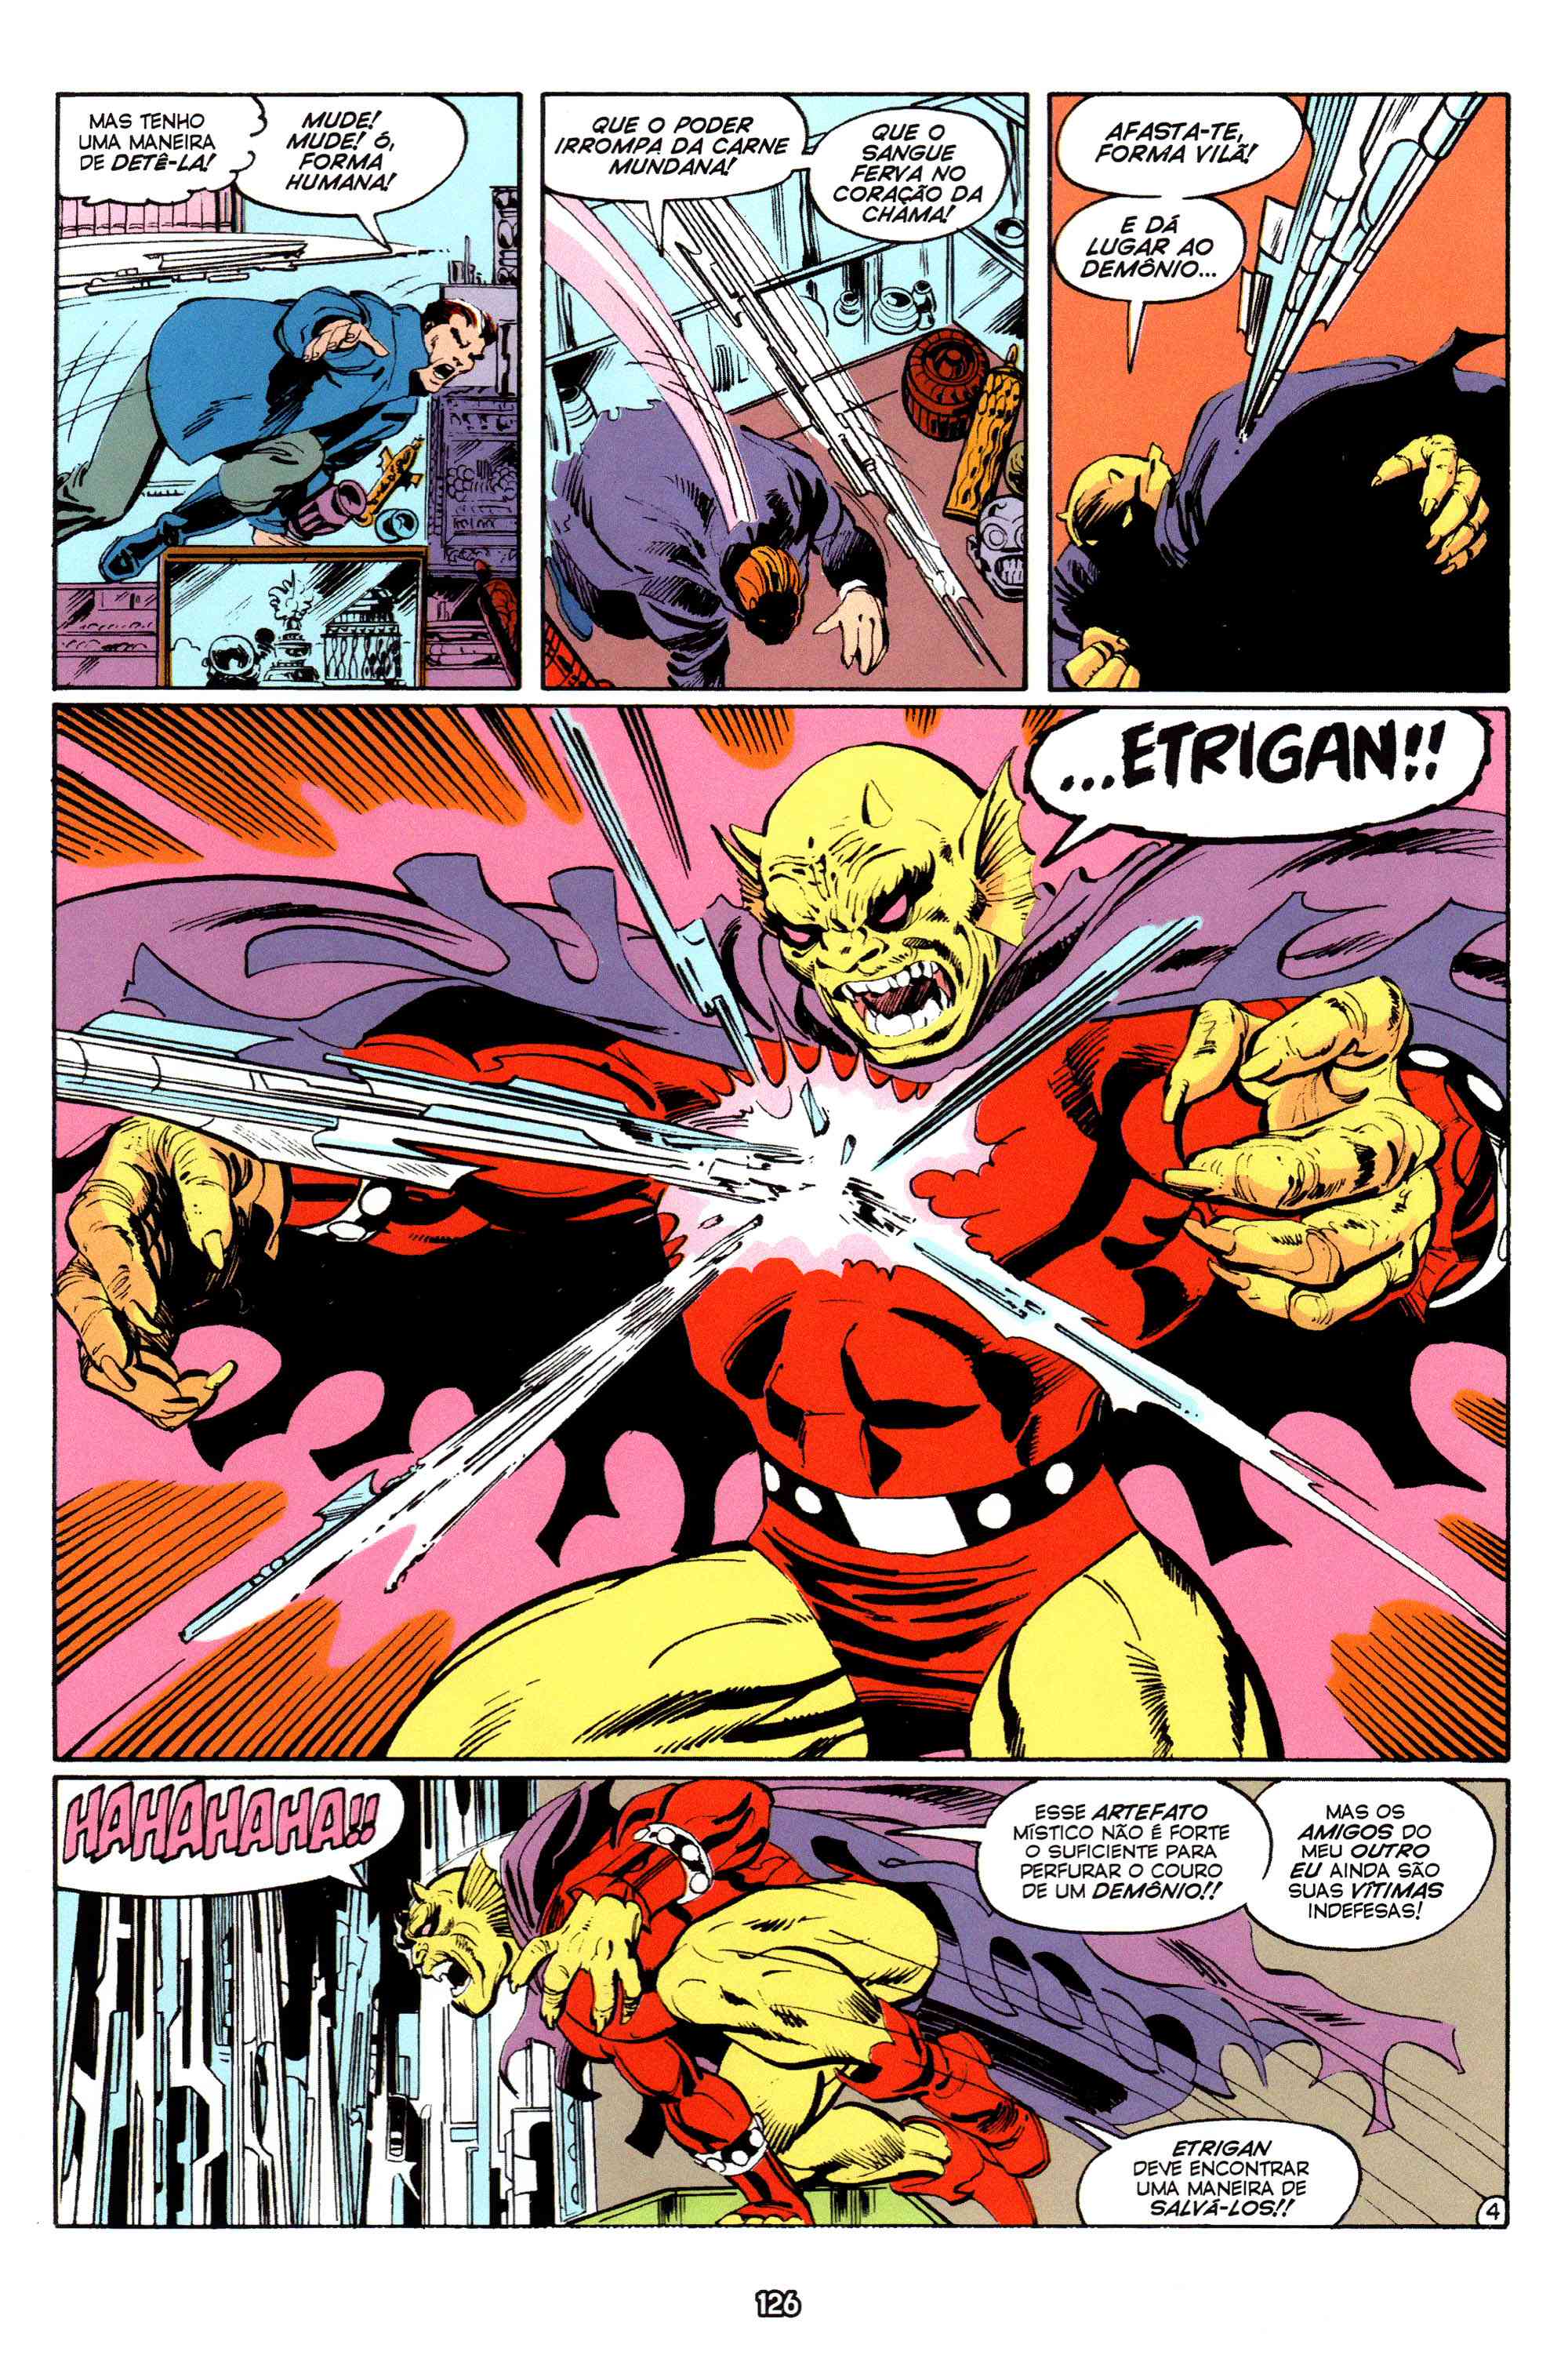 MAS TENHO
UMA MANEIRA
DE DETÊ-LA!
MUDE!
MUDE! Ó,
FORMA
HUMANA!
QUE O PODER
IRROMPA DA CARNE
MUNDANA!
QUE O
SANGUE
FERVA NO
CORAÇÃO DA
CHAMA!
AFASTA-TE,
FORMA VILÃ!
E DÁ
LUGAR AO
DEMÔNIO...
...ETRIGAN!!
HAHAHAHA!!
ESSE ARTEFATO
MÍSTICO NÃO É FORTE
O SUFICIENTE PARA
PERFURAR O COURO
DE UM DEMÔNIO!!
MAS OS
AMIGOS DO
MEU OUTRO
EU AINDA SÃO
SUAS VÍTIMAS
INDEFESAS!
ETRIGAN
DEVE ENCONTRAR
UMA MANEIRA DE
SALVÁ-LOS!!
4
126